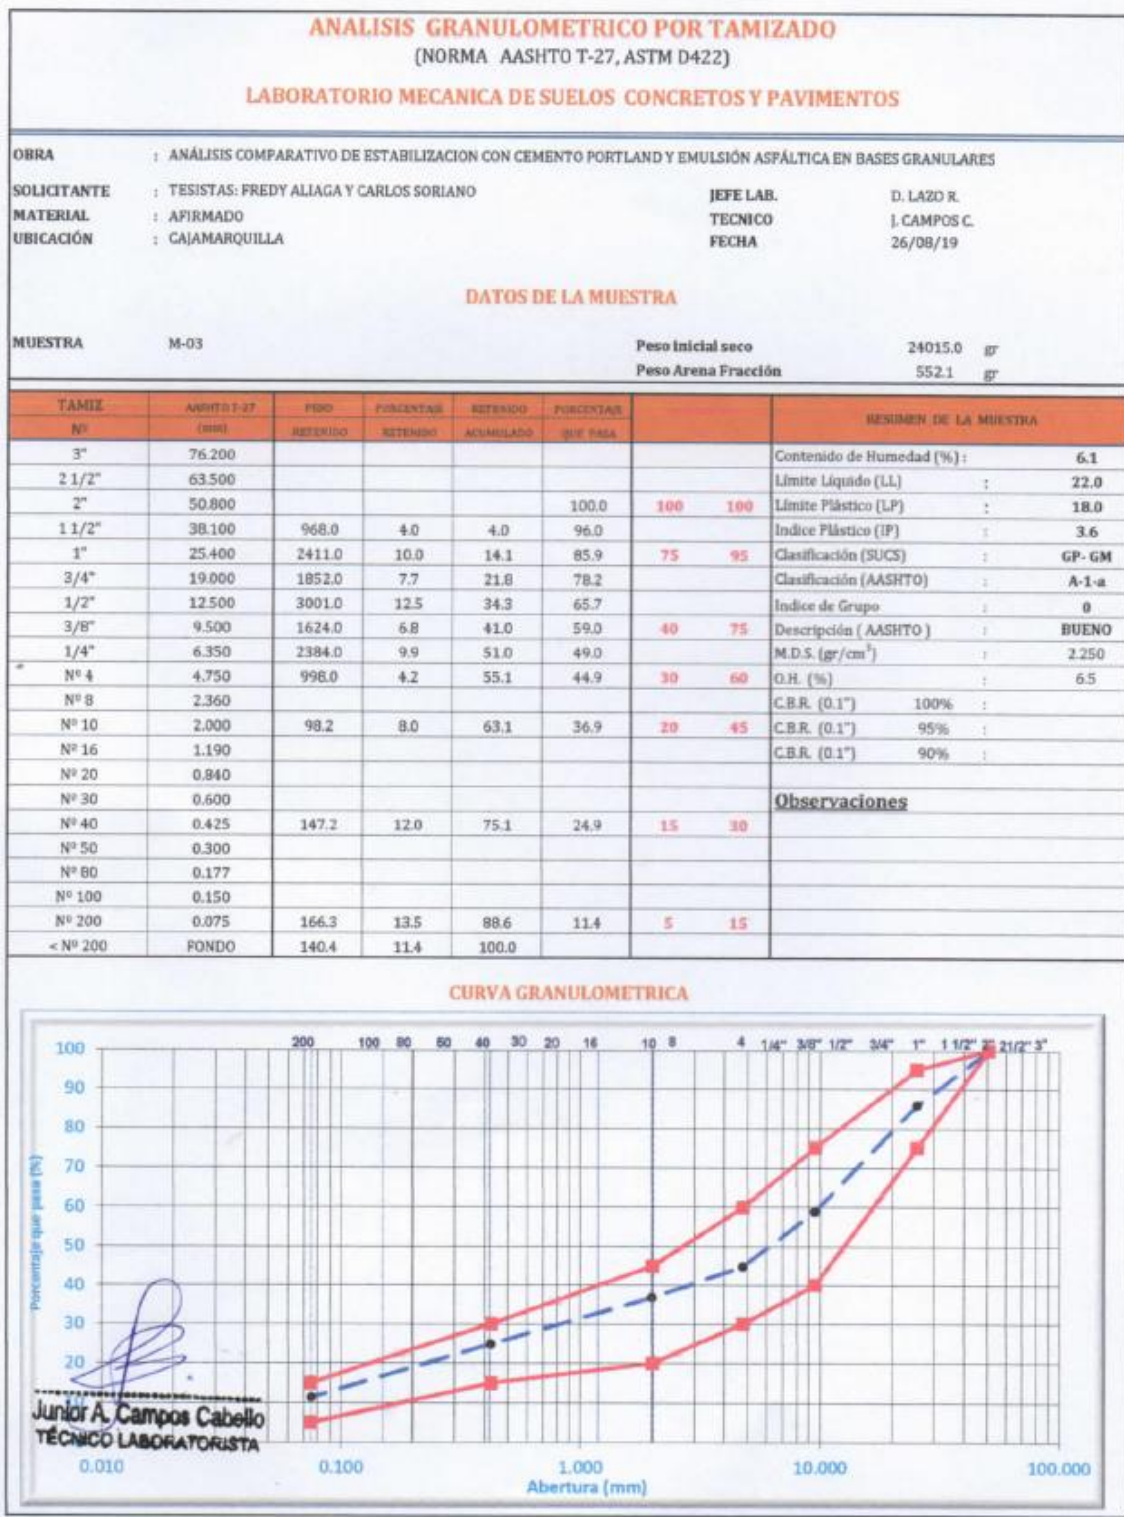 ANALISIS GRANULOMETRICO POR TAMIZADO
(NORMA AASHTO T-27, ASTM D422)
LABORATORIO MECANICA DE SUELOS CONCRETOS Y PAVIMENTOS
OBRA : ANÁLISIS COMPARATIVO DE ESTABILIZACION CON CEMENTO PORTLAND Y EMULSIÓN ASFÁLTICA EN BASES GRANULARES
SOLICITANTE : TESISTAS: FREDY ALIAGA Y CARLOS SORIANO JEFE LAB. D. LAZO R.
MATERIAL : AFIRMADO TECNICO J. CAMPOS C.
UBICACIÓN : CAJAMARQUILLA FECHA 26/08/19
DATOS DE LA MUESTRA
MUESTRA M-03 Peso Inicial seco 24015.0 gr
Peso Arena Fracción 552.1 gr
TAMIZ AASHTO T-27 PESO PORCENTAJE RETENIDO PORCENTAJE RESUMEN DE LA MUESTRA
Nº (mm) RETENIDO RETENIDO ACUMULADO QUE PASA
3" 76.200 Contenido de Humedad (%) : 6.1
2 1/2" 63.500 Límite Líquido (LL) : 22.0
2" 50.800 100.0 100 100 Límite Plástico (LP) : 18.0
1 1/2" 38.100 968.0 4.0 4.0 96.0 Indice Plástico (IP) : 3.6
1" 25.400 2411.0 10.0 14.1 85.9 75 95 Clasificación (SUCS) : GP- GM
3/4" 19.000 1852.0 7.7 21.8 78.2 Clasificación (AASHTO) : A-1-a
1/2" 12.500 3001.0 12.5 34.3 65.7 Indice de Grupo : 0
3/8" 9.500 1624.0 6.8 41.0 59.0 40 75 Descripción ( AASHTO ) : BUENO
1/4" 6.350 2384.0 9.9 51.0 49.0 M.D.S. (gr/cm³) : 2.250
Nº 4 4.750 998.0 4.2 55.1 44.9 30 60 O.H. (%) : 6.5
Nº 8 2.360 C.B.R. (0.1") 100% :
Nº 10 2.000 98.2 8.0 63.1 36.9 20 45 C.B.R. (0.1") 95% :
Nº 16 1.190 C.B.R. (0.1") 90% :
Nº 20 0.840
Nº 30 0.600 Observaciones
Nº 40 0.425 147.2 12.0 75.1 24.9 15 30
Nº 50 0.300
Nº 80 0.177
Nº 100 0.150
Nº 200 0.075 166.3 13.5 88.6 11.4 5 15
< Nº 200 FONDO 140.4 11.4 100.0
CURVA GRANULOMETRICA
200 100 80 50 40 30 20 16 10 8 4 1/4" 3/8" 1/2" 3/4" 1" 1 1/2" 2" 21/2" 3"
100
90
80
70
60
50
40
30
20
10
Porcentaje que pasa (%)
Junior A. Campos Cabello
TÉCNICO LABORATORISTA
0.010 0.100 1.000 10.000 100.000
Abertura (mm)